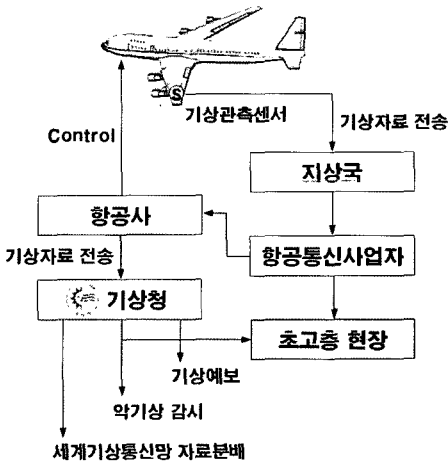 S
기상관측센서
기상자료 전송
Control
지상국
항공사
기상자료 전송
항공통신사업자
기상청
초고층 현장
기상예보
악기상 감시
세계기상통신망 자료분배